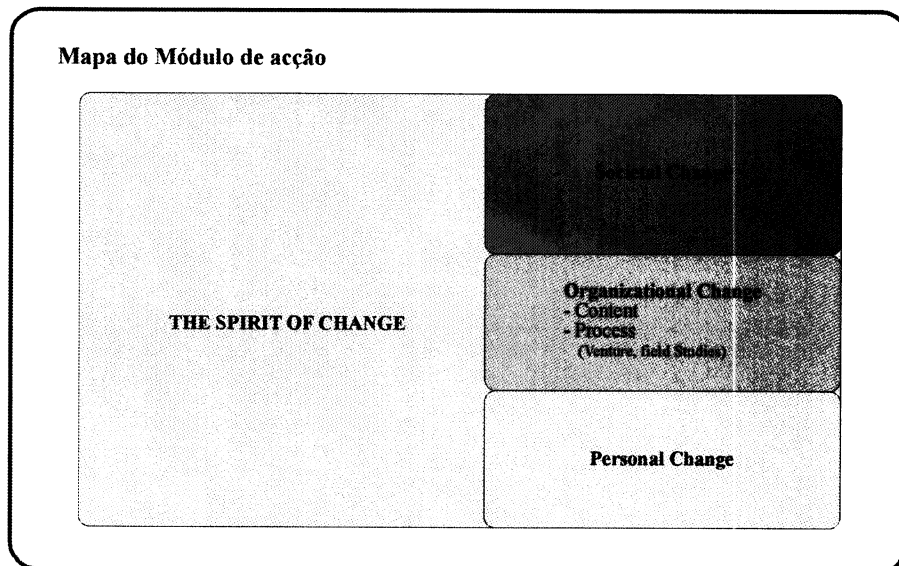 Mapa do Módulo de acção
Societal Change
THE SPIRIT OF CHANGE
Organizational Change
- Content
- Process
(Venture, field Studies)
Personal Change